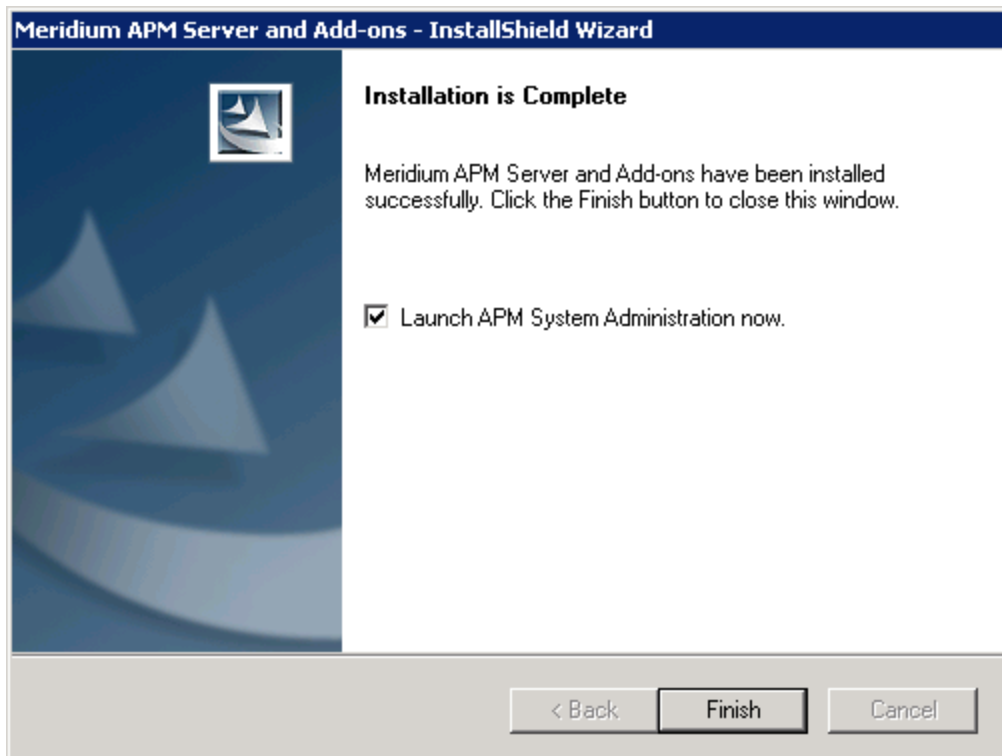 Meridium APM Server and Add-ons - InstallShield Wizard
Installation is Complete
Meridium APM Server and Add-ons have been installed
successfully. Click the Finish button to close this window.
Launch APM System Administration now.
< Back
Finish
Cancel